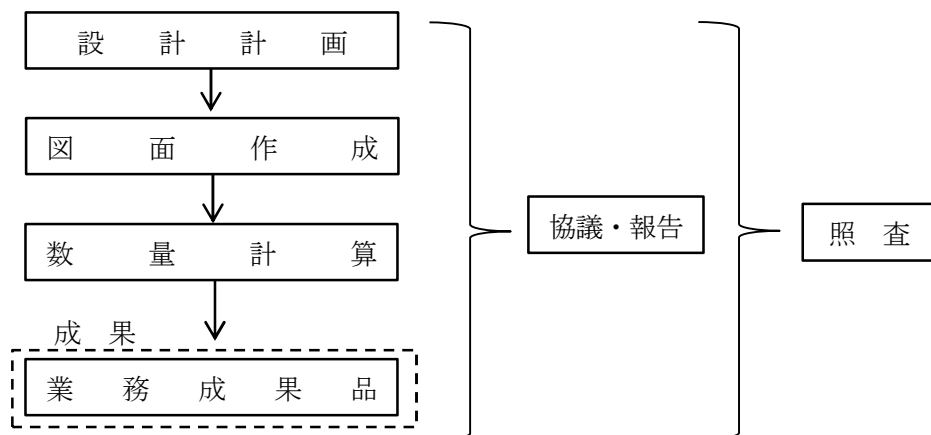 設計計画
図面作成
数量計算
成果
業務成果品
協議・報告
照査